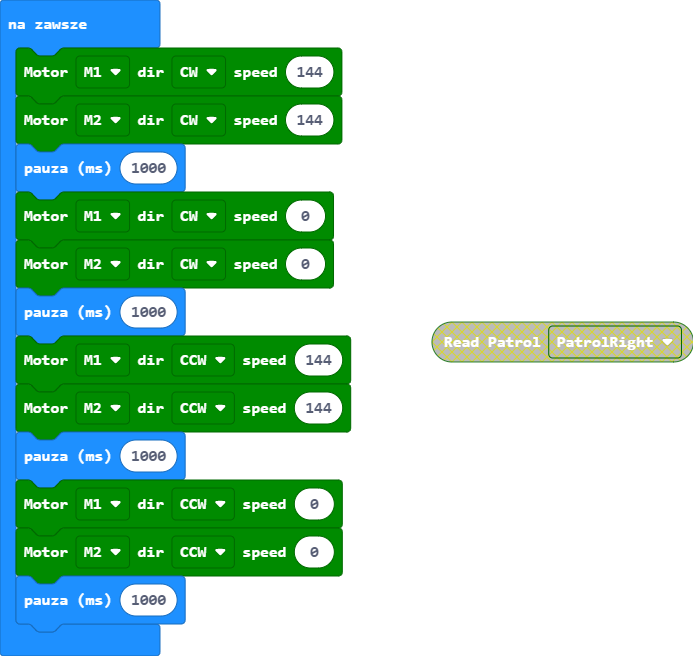 na zawsze
Motor M1 dir CW speed 144
Motor M2 dir CW speed 144
pauza (ms) 1000
Motor M1 dir CW speed 0
Motor M2 dir CW speed 0
pauza (ms) 1000
Read Patrol PatrolRight
Motor M1 dir CCW speed 144
Motor M2 dir CCW speed 144
pauza (ms) 1000
Motor M1 dir CCW speed 0
Motor M2 dir CCW speed 0
pauza (ms) 1000